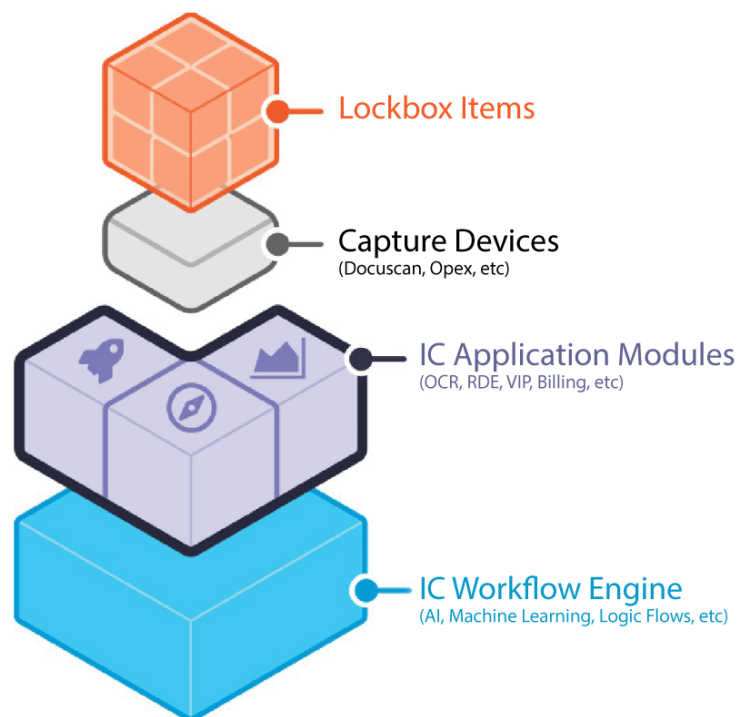 Lockbox Items
Capture Devices
(Docuscan, Opex, etc)
IC Application Modules
(OCR, RDE, VIP, Billing, etc)
IC Workflow Engine
(AI, Machine Learning, Logic Flows, etc)